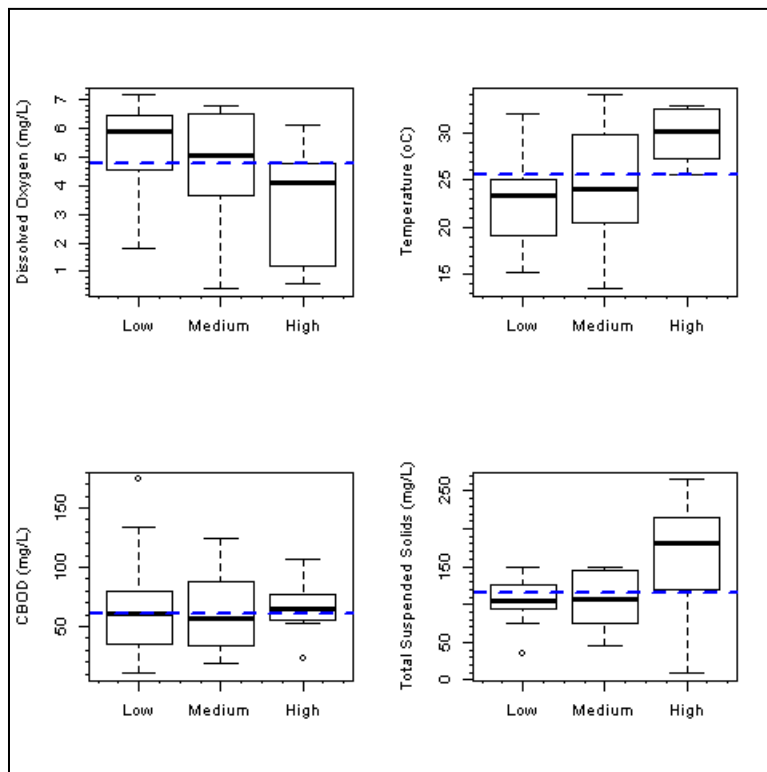 Dissolved Oxygen (mg/L)
7
6
5
4
3
2
1
Low Medium High
Temperature (oC)
30
25
20
15
Low Medium High
CBOD (mg/L)
150
100
50
Low Medium High
Total Suspended Solids (mg/L)
250
150
50
0
Low Medium High